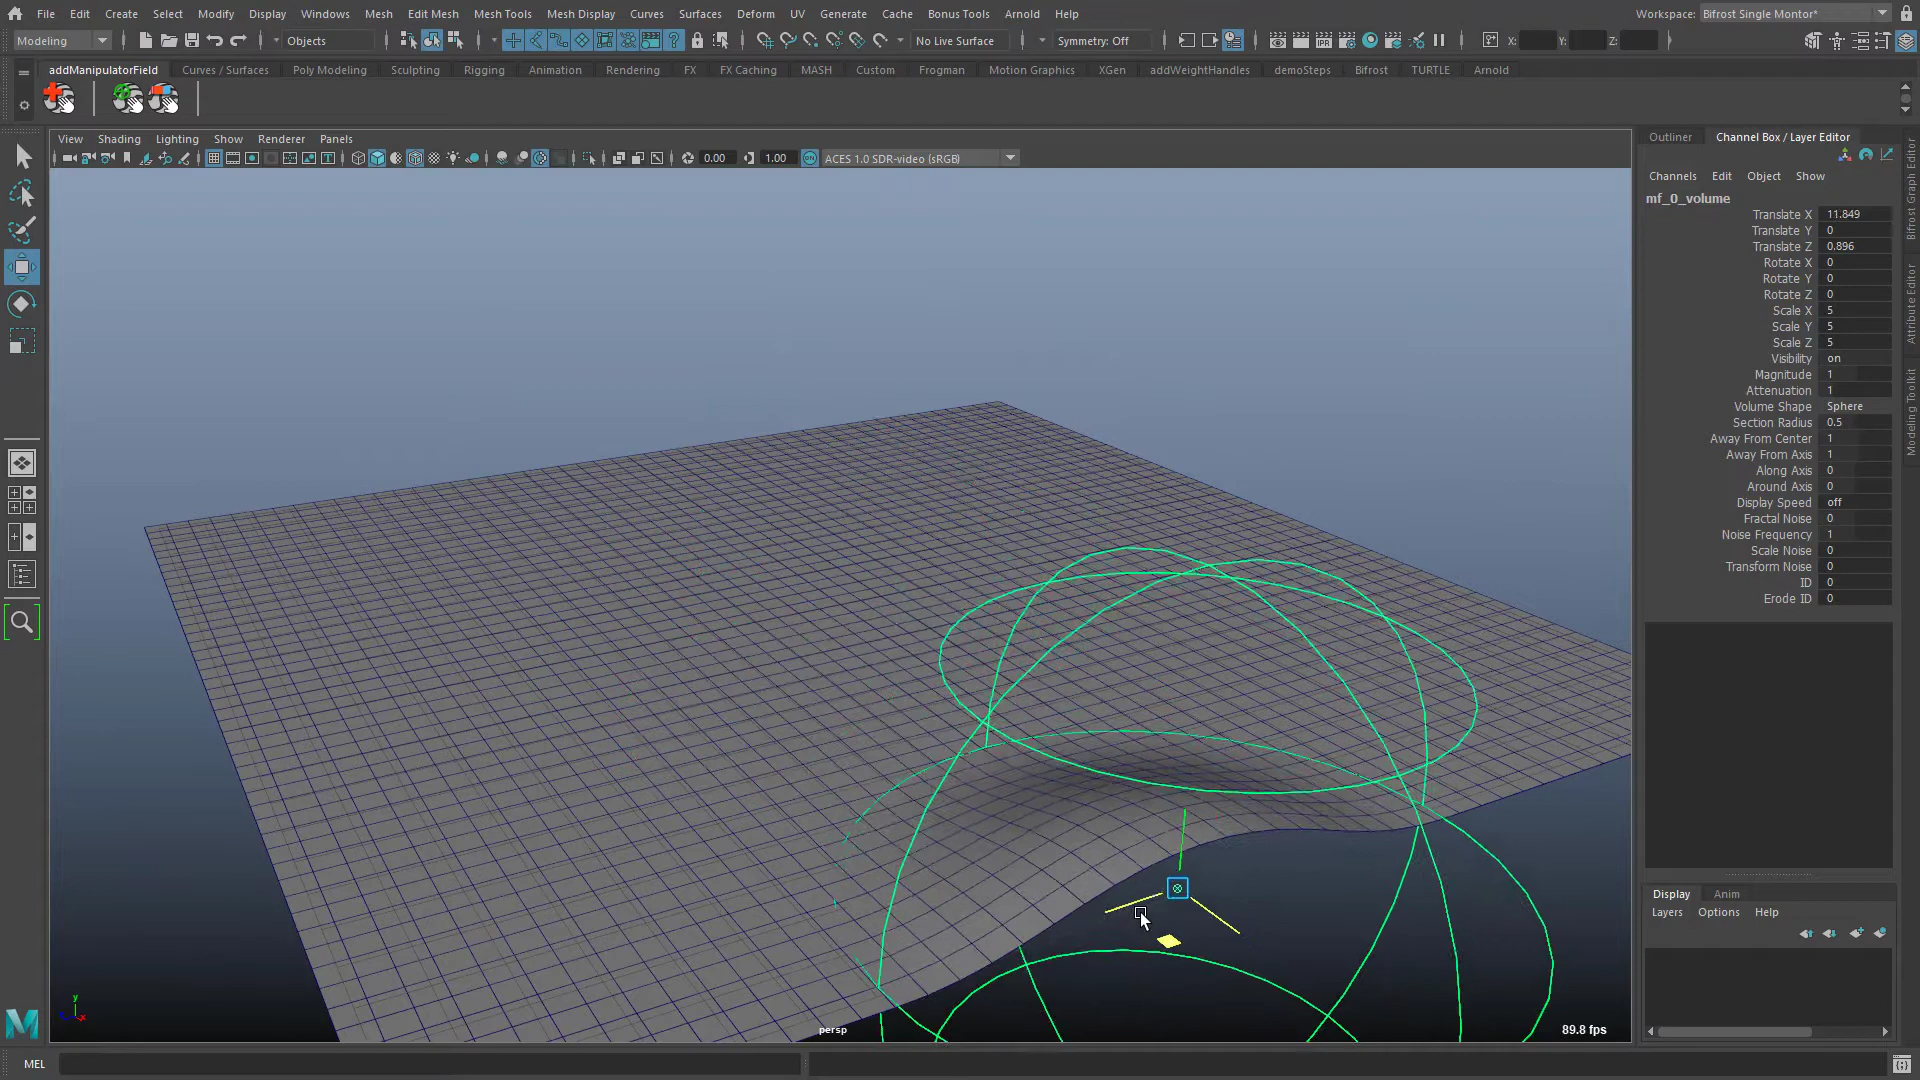 File Edit Create Select Modify Display Windows Mesh Edit Mesh Mesh Tools Mesh Display Curves Surfaces Deform UV Generate Cache Bonus Tools Arnold Help Workspace: Bifrost Single Montor*
Modeling Objects No Live Surface Symmetry: Off X: Y: Z:
addManipulatorField Curves / Surfaces Poly Modeling Sculpting Rigging Animation Rendering FX FX Caching MASH Custom Frogman Motion Graphics XGen addWeightHandles demoSteps Bifrost TURTLE Arnold
View Shading Lighting Show Renderer Panels
0.00 1.00 ON ACES 1.0 SDR-video (sRGB)
IPR
Outliner Channel Box / Layer Editor
Channels Edit Object Show
mf_0_volume
Translate X 11.849
Translate Y 0
Translate Z 0.896
Rotate X 0
Rotate Y 0
Rotate Z 0
Scale X 5
Scale Y 5
Scale Z 5
Visibility on
Magnitude 1
Attenuation 1
Volume Shape Sphere
Section Radius 0.5
Away From Center 1
Away From Axis 1
Along Axis 0
Around Axis 0
Display Speed off
Fractal Noise 0
Noise Frequency 1
Scale Noise 0
Transform Noise 0
ID 0
Erode ID 0
Display Anim
Layers Options Help
Bifrost Graph Editor
Attribute Editor
Modeling Toolkit
y
x
persp
89.8 fps
M
MEL